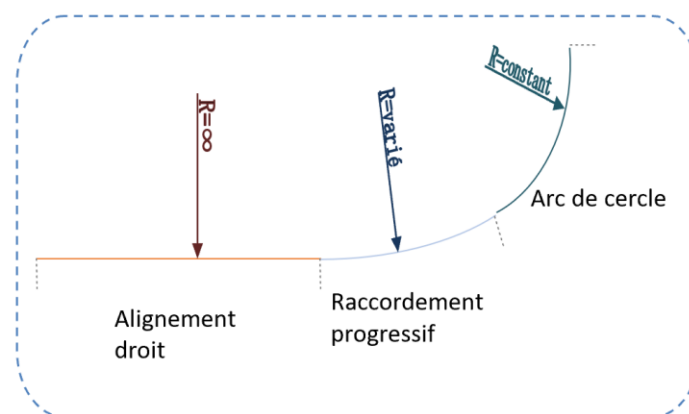 R=∞
R=varié
R=constant
Arc de cercle
Alignement
droit
Raccordement
progressif